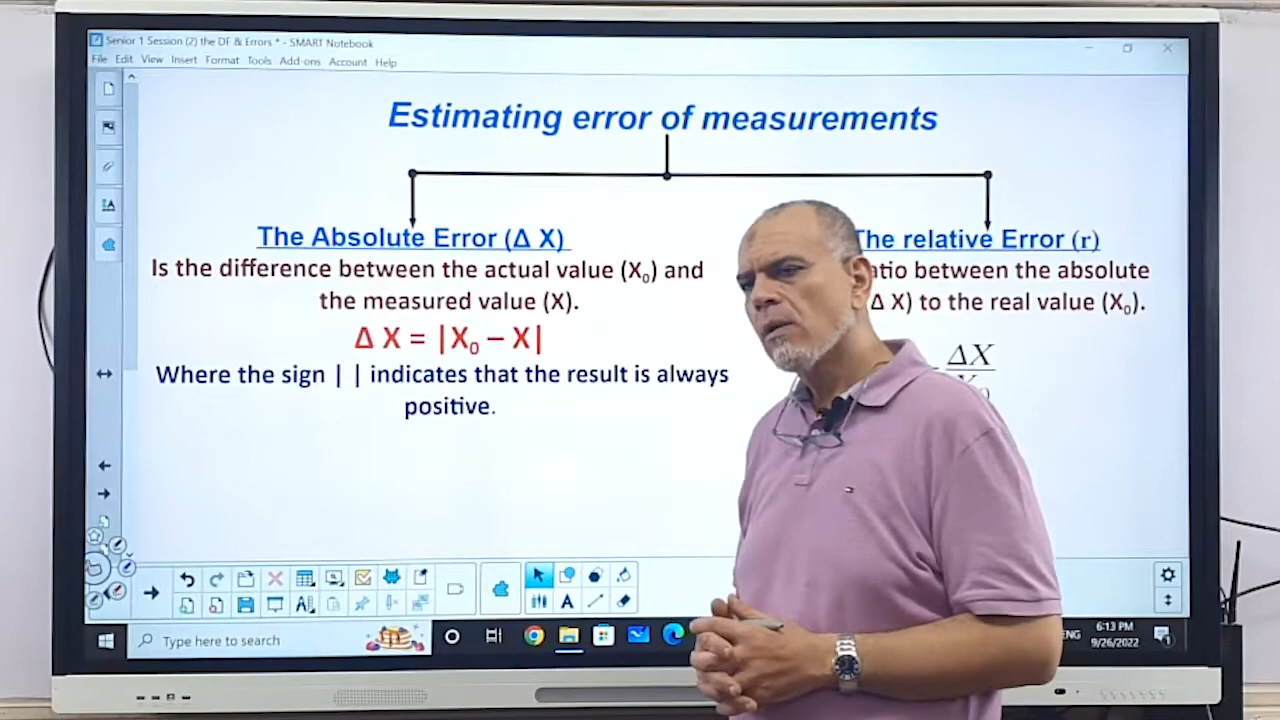 Senior 1 Session (2) the DF & Errors * - SMART Notebook
File Edit View Insert Format Tools Add-ons Account Help
Estimating error of measurements
The Absolute Error (Δ X)
Is the difference between the actual value (X₀) and
the measured value (X).
Δ X = |X₀ – X|
Where the sign | | indicates that the result is always
positive.
The relative Error (r)
between the absolute
Δ X) to the real value (X₀).
ΔX
Type here to search
ENG
6:13 PM
9/26/2022